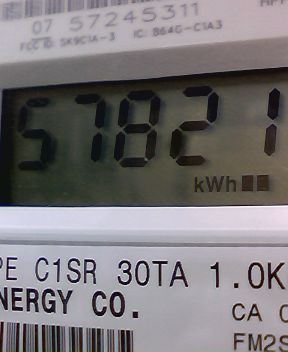 07 57245311
FCC ID: SK9C1A-3 IC: 864G-C1A3
57821
kWh
PE C1SR 30TA 1.0K
NERGY CO.
CA 0
FM2S